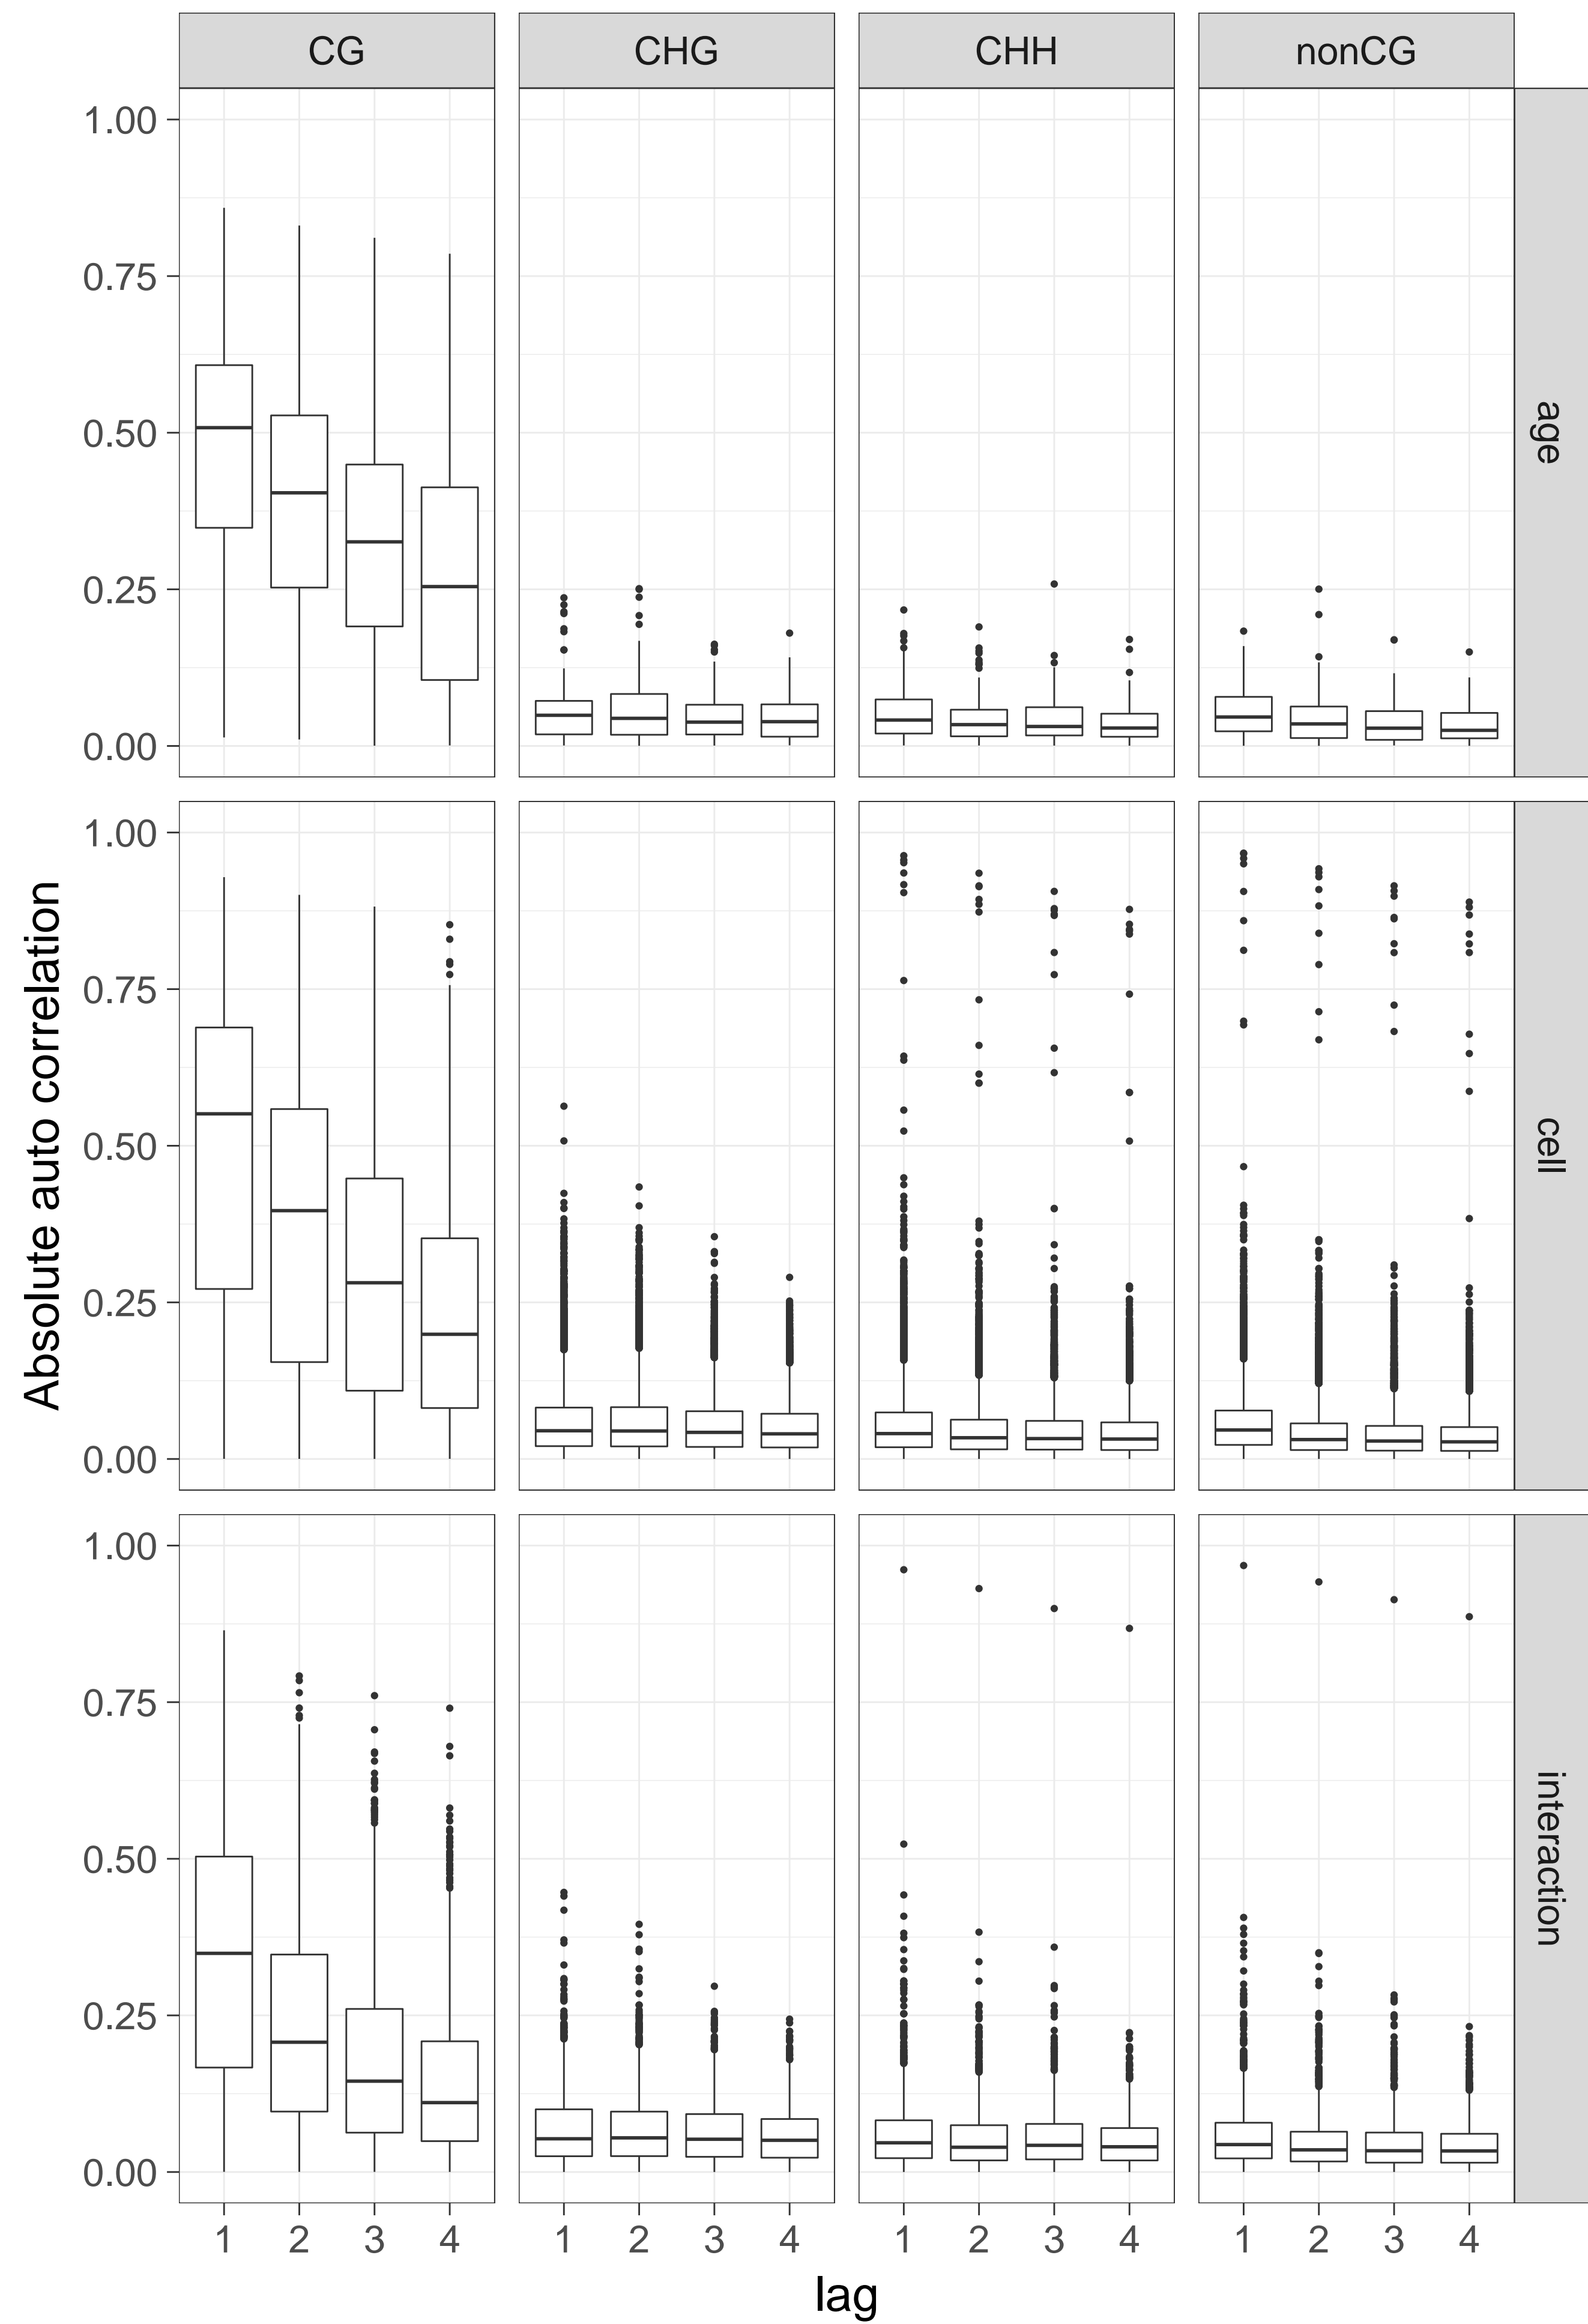 CG CHG CHH nonCG
1.00
0.75
0.50
0.25
0.00
age
1.00
0.75
0.50
0.25
0.00
cell
Absolute auto correlation
1.00
0.75
0.50
0.25
0.00
interaction
1 2 3 4 1 2 3 4 1 2 3 4 1 2 3 4
lag